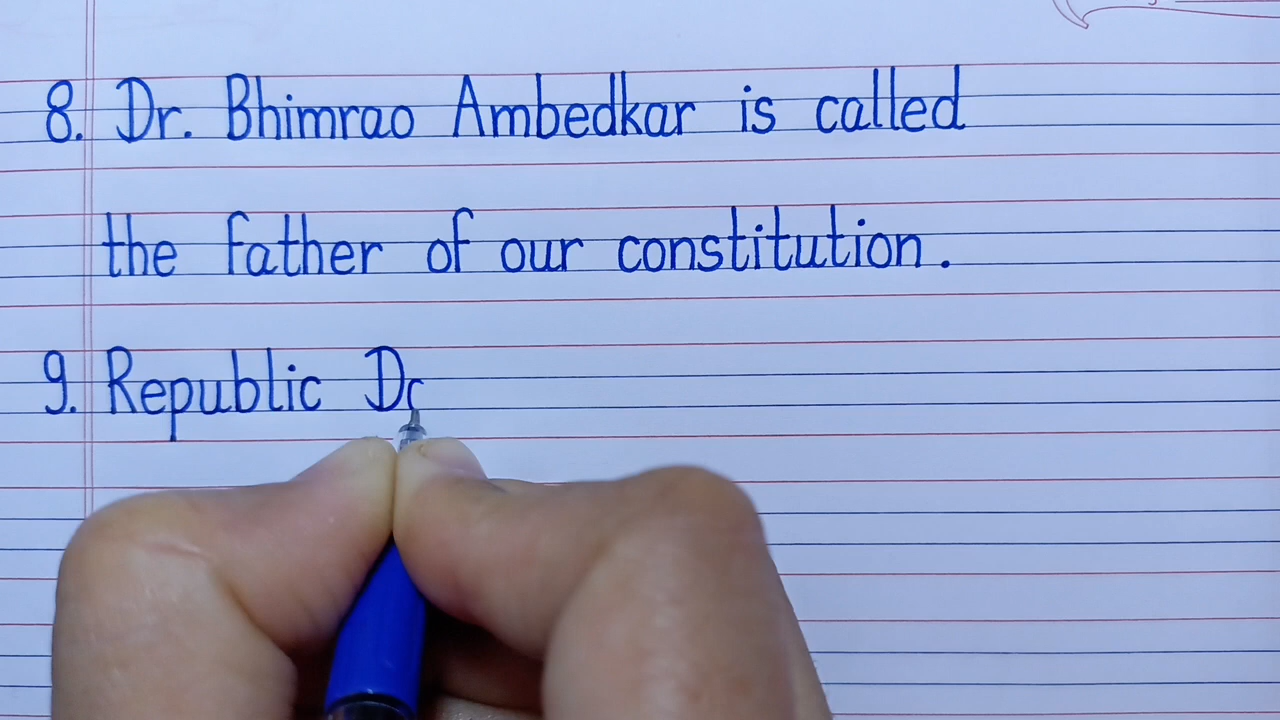 8. Dr. Bhimrao Ambedkar is called
the father of our constitution.
9. Republic